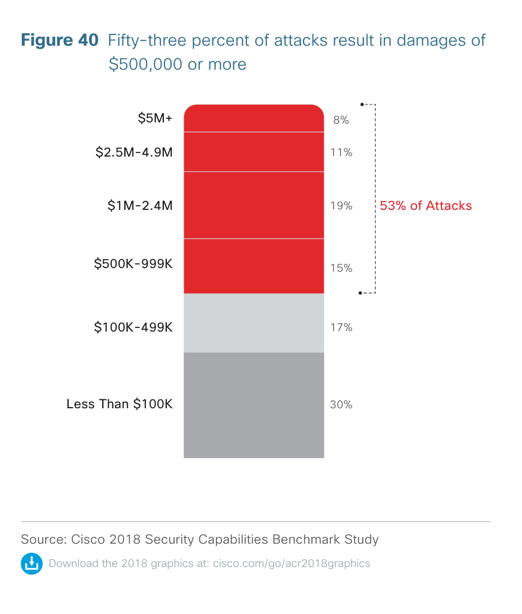 Figure 40 Fifty-three percent of attacks result in damages of
$500,000 or more
$5M+ 8%
$2.5M-4.9M 11%
$1M-2.4M 19% 53% of Attacks
$500K-999K 15%
$100K-499K 17%
Less Than $100K 30%
Source: Cisco 2018 Security Capabilities Benchmark Study
Download the 2018 graphics at: cisco.com/go/acr2018graphics